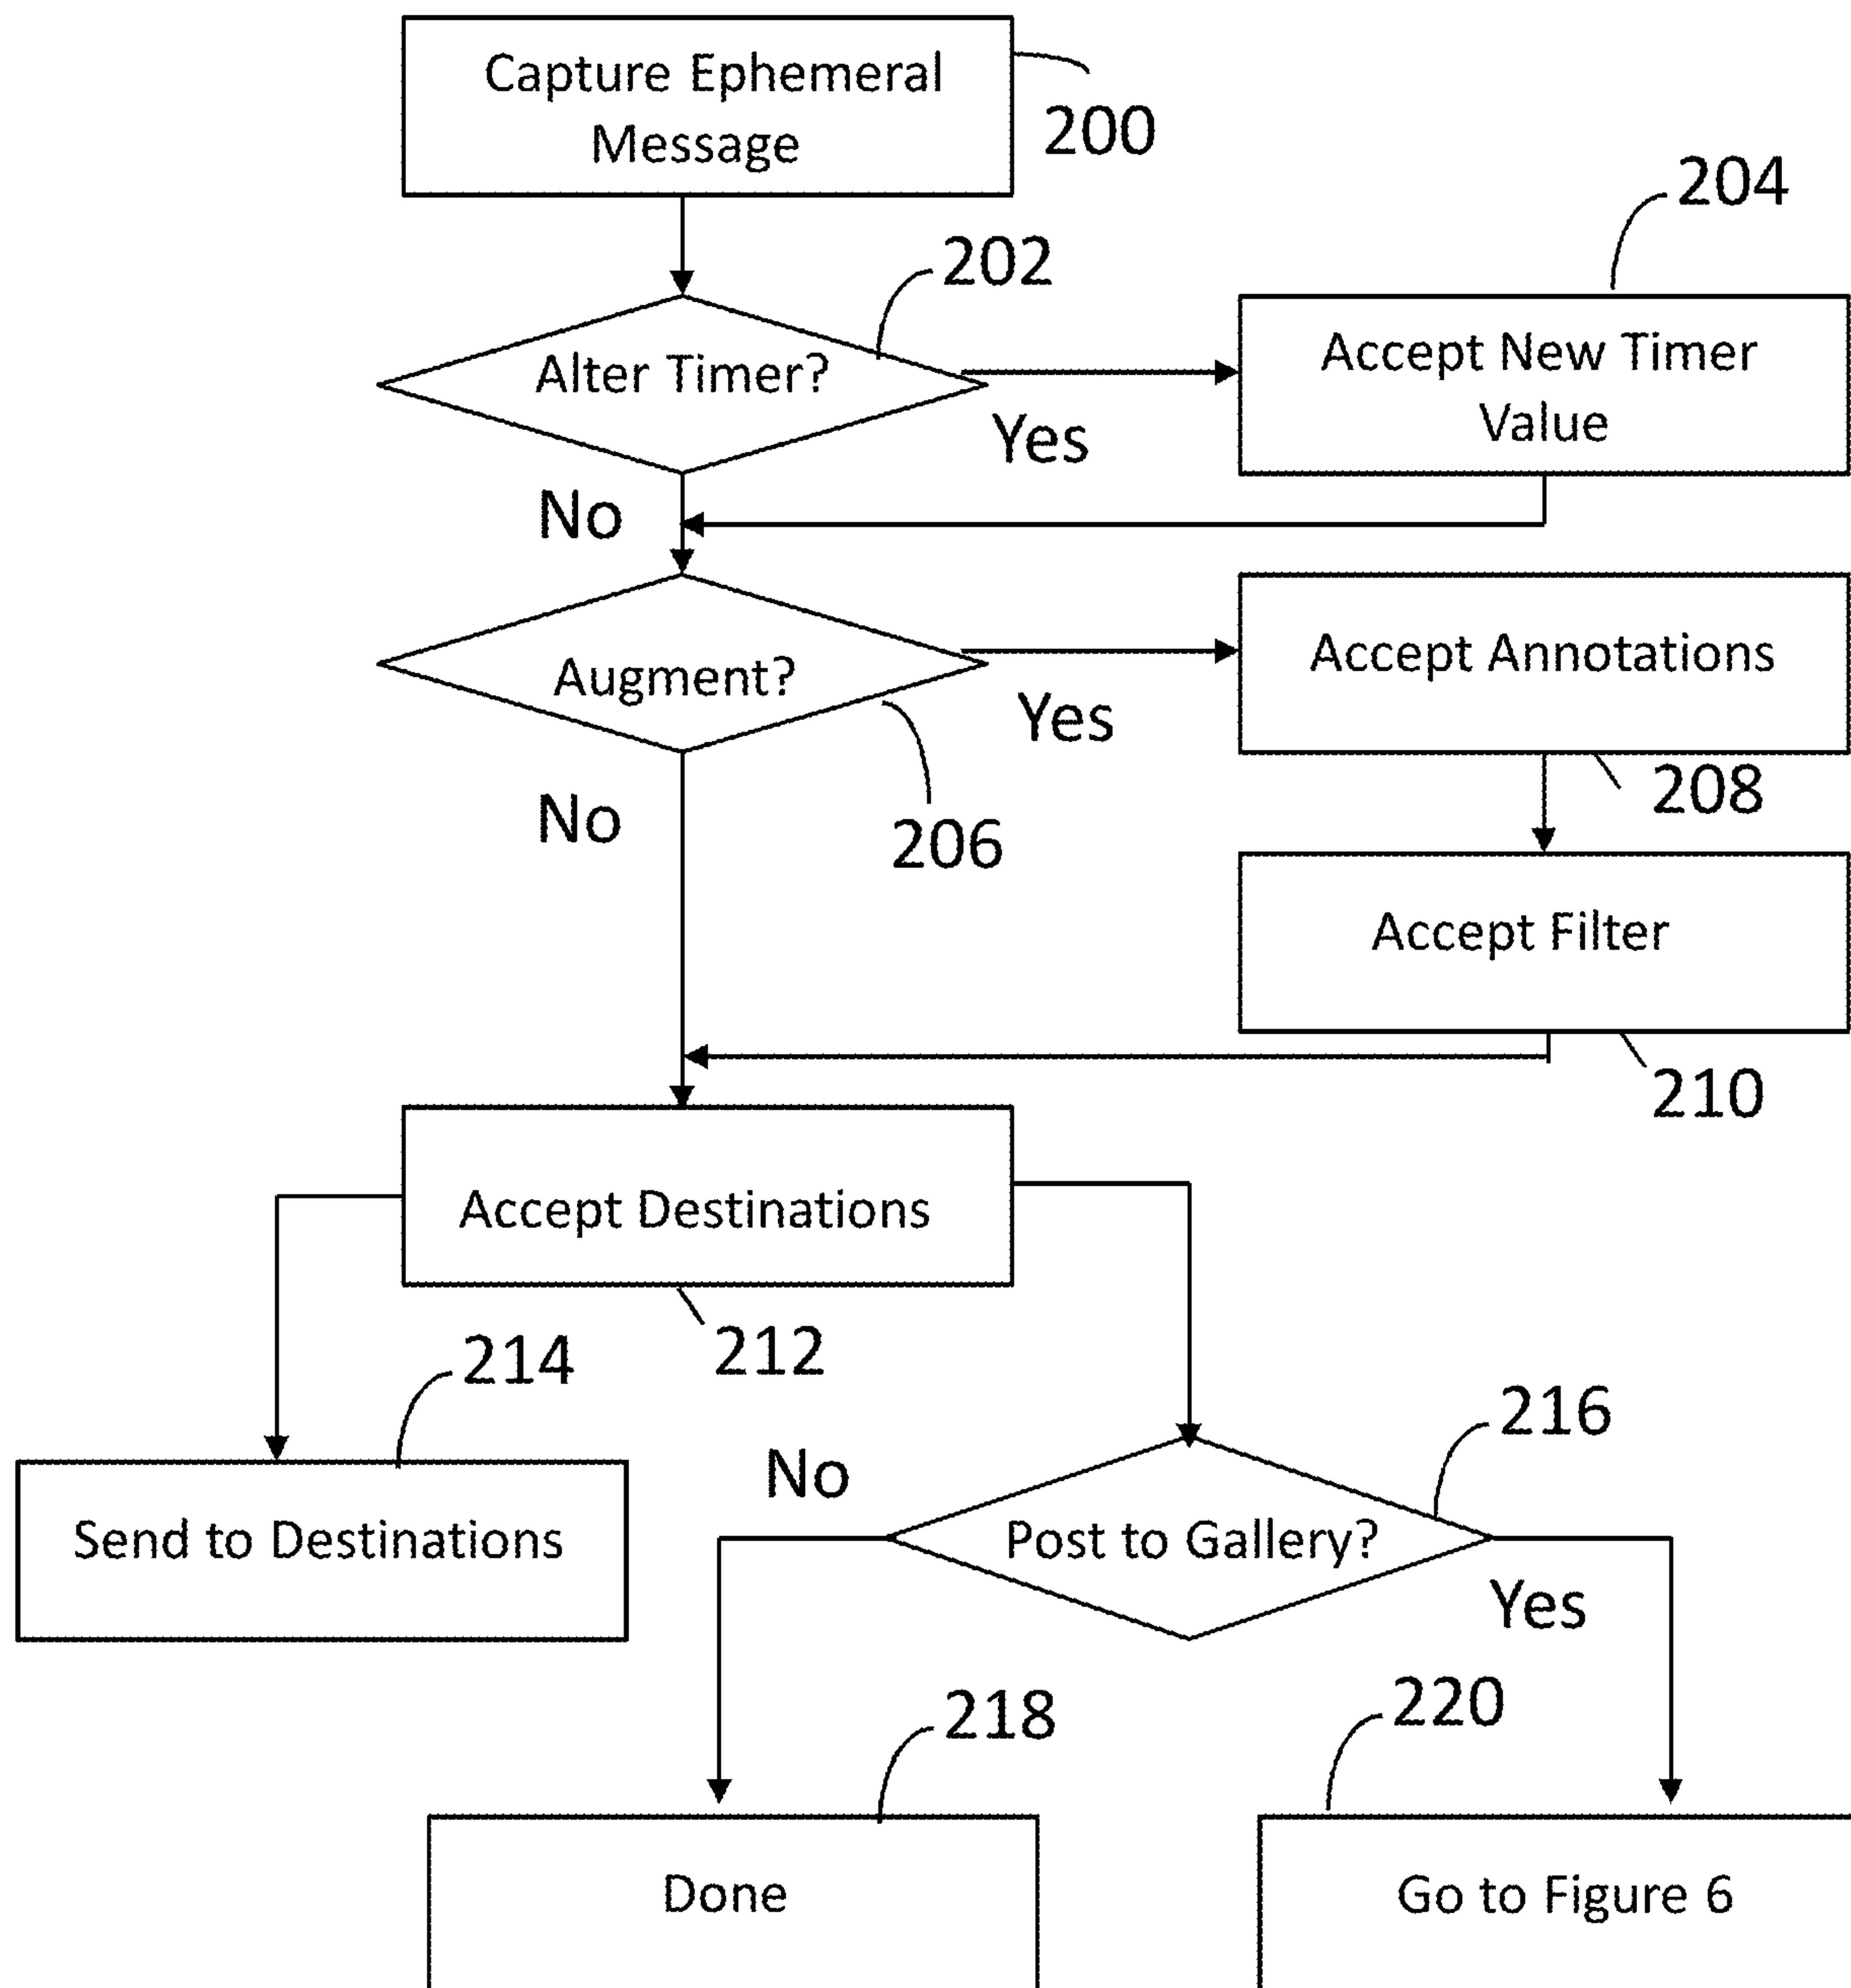 Capture Ephemeral
Message
200
204
202
Alter Timer?
Accept New Timer
Value
Yes
No
Augment?
Accept Annotations
Yes
208
No
206
Accept Filter
210
Accept Destinations
212
214
216
No
Send to Destinations
Post to Gallery?
Yes
218
220
Done
Go to Figure 6